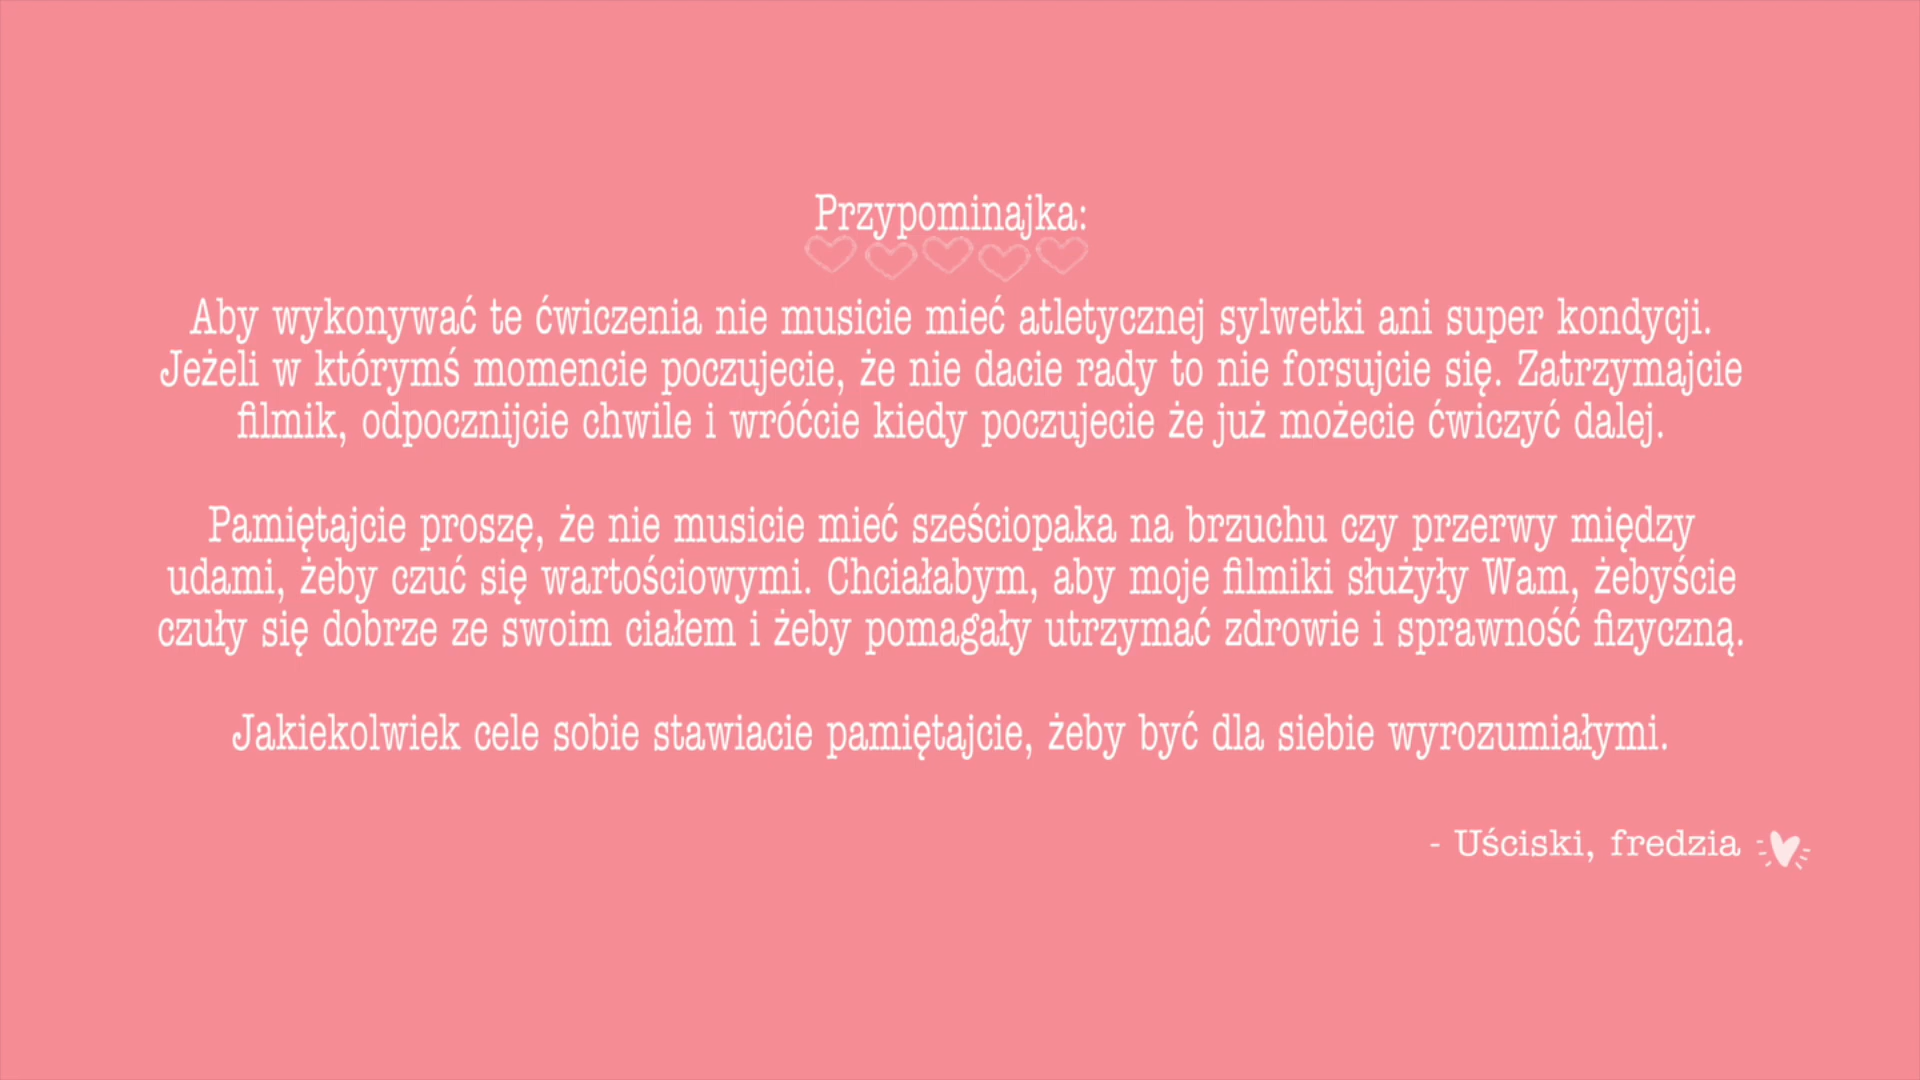 Przypominajka:
Aby wykonywać te ćwiczenia nie musicie mieć atletycznej sylwetki ani super kondycji.
Jeżeli w którymś momencie poczujecie, że nie dacie rady to nie forsujcie się. Zatrzymajcie
filmik, odpocznijcie chwile i wróćcie kiedy poczujecie że już możecie ćwiczyć dalej.
Pamiętajcie proszę, że nie musicie mieć sześciopaka na brzuchu czy przerwy między
udami, żeby czuć się wartościowymi. Chciałabym, aby moje filmiki służyły Wam, żebyście
czuły się dobrze ze swoim ciałem i żeby pomagały utrzymać zdrowie i sprawność fizyczną.
Jakiekolwiek cele sobie stawiacie pamiętajcie, żeby być dla siebie wyrozumiałymi.
- Uściski, fredzia